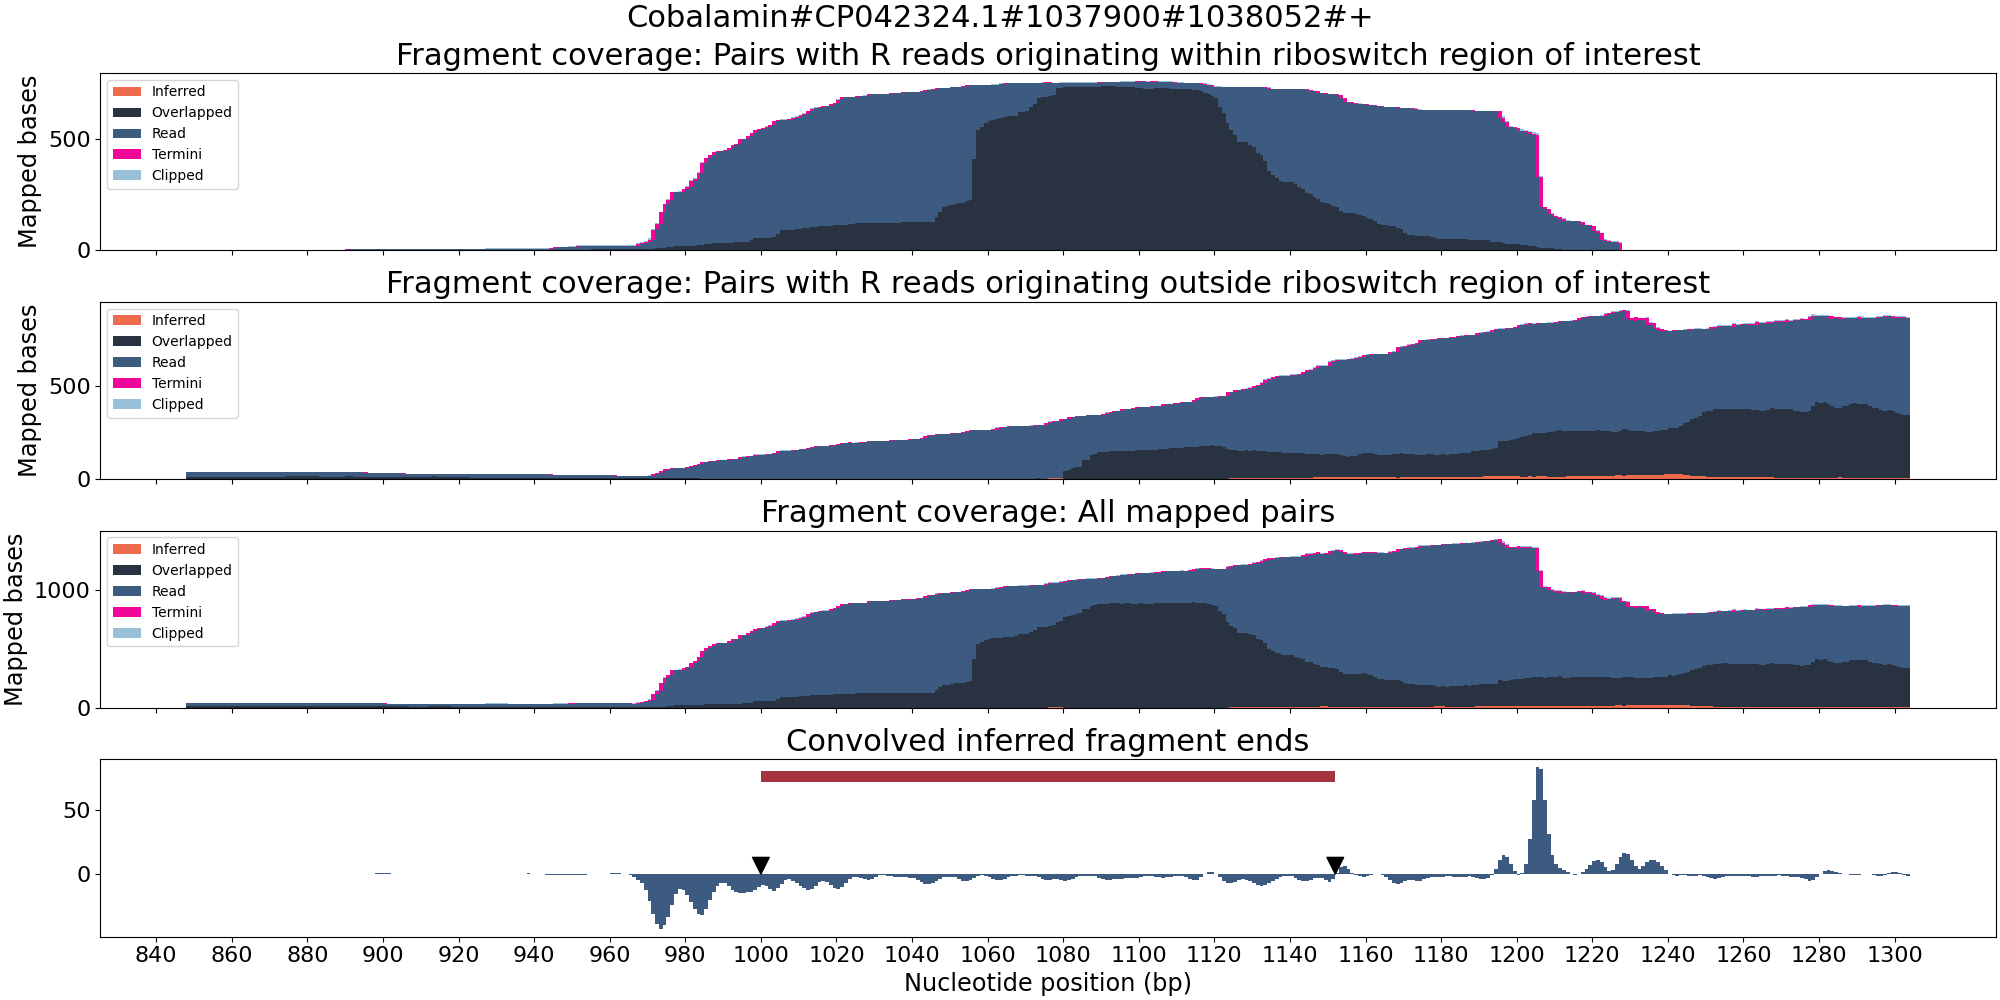 Cobalamin#CP042324.1#1037900#1038052#+
Fragment coverage: Pairs with R reads originating within riboswitch region of interest
Mapped bases
500
0
Inferred
Overlapped
Read
Termini
Clipped
Fragment coverage: Pairs with R reads originating outside riboswitch region of interest
Mapped bases
500
0
Inferred
Overlapped
Read
Termini
Clipped
Fragment coverage: All mapped pairs
Mapped bases
1000
0
Inferred
Overlapped
Read
Termini
Clipped
Convolved inferred fragment ends
50
0
840 860 880 900 920 940 960 980 1000 1020 1040 1060 1080 1100 1120 1140 1160 1180 1200 1220 1240 1260 1280 1300
Nucleotide position (bp)